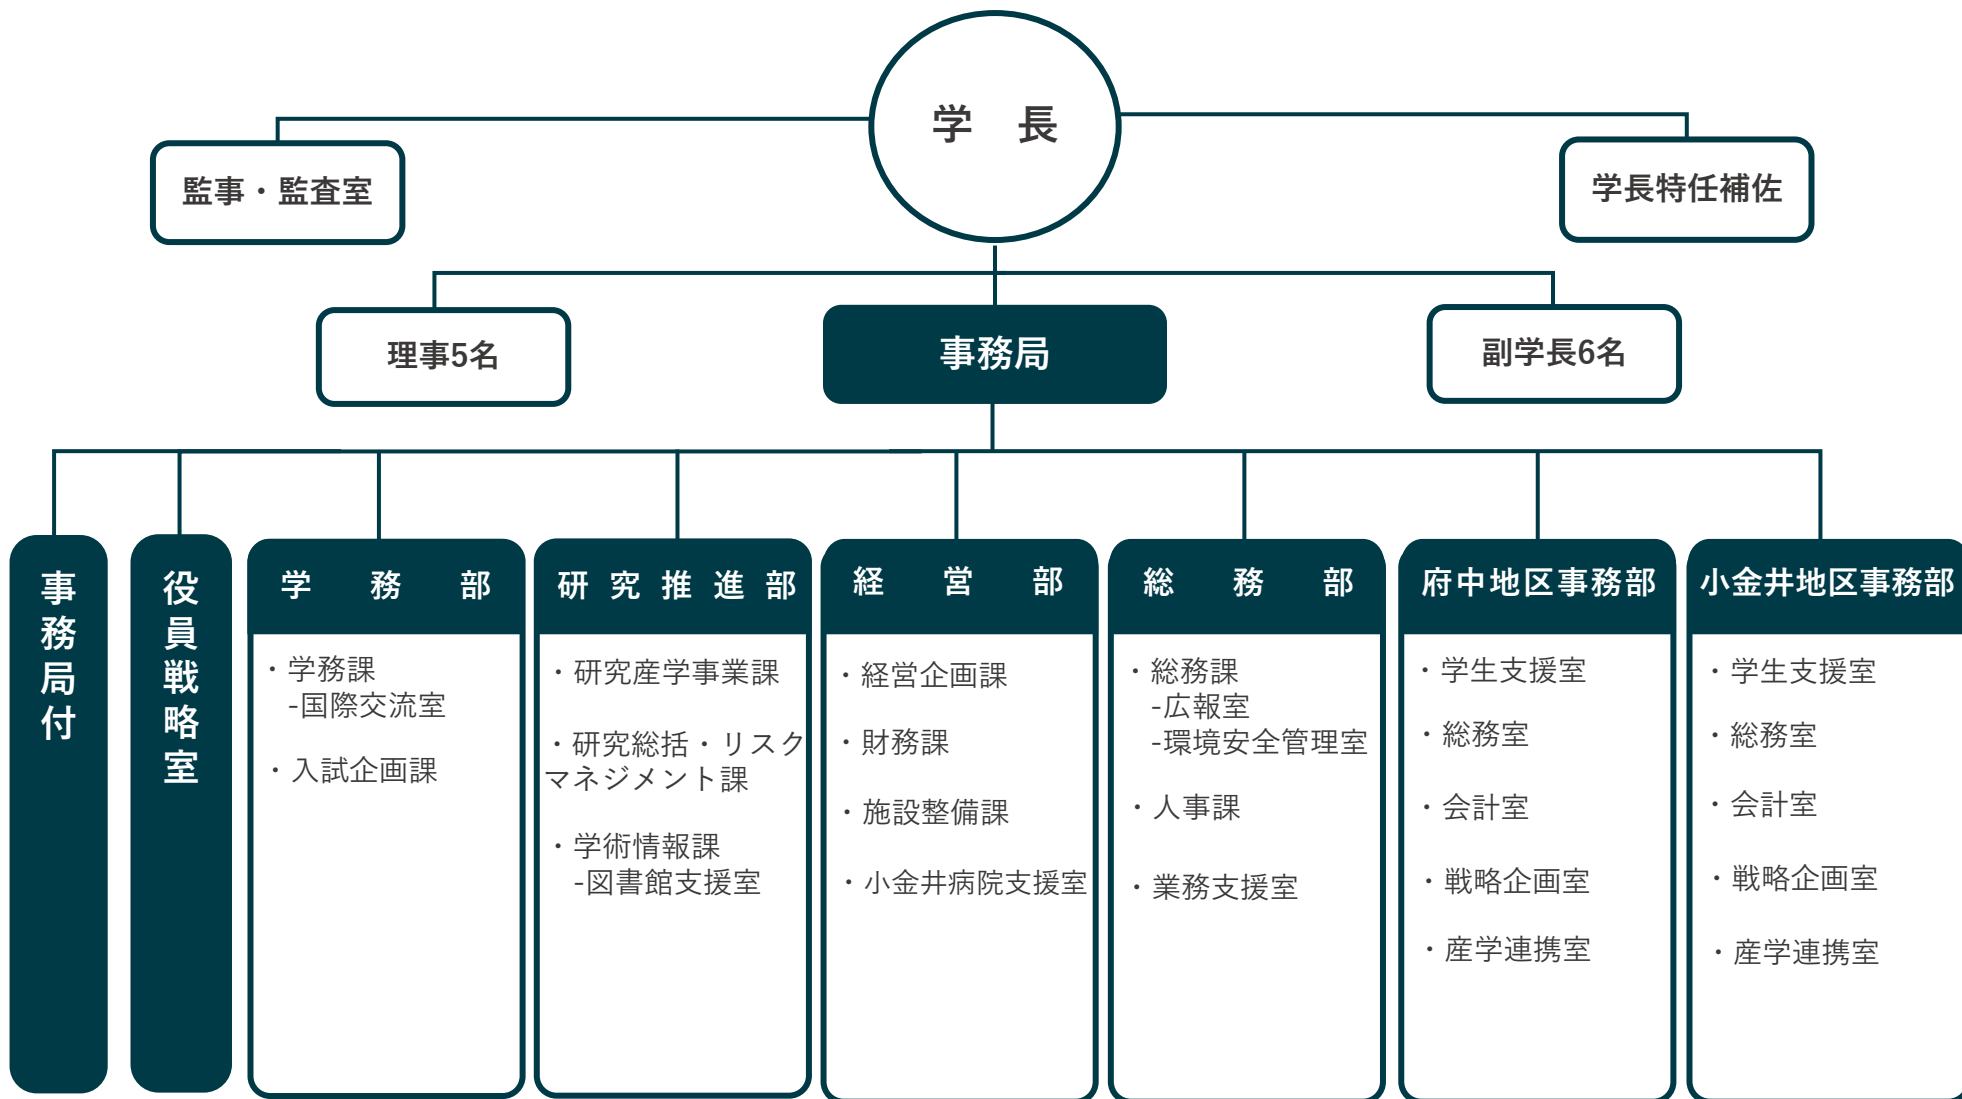 学　長
監事・監査室
学長特任補佐
理事5名
事務局
副学長6名
事務局付
役員戦略室
学　務　部
・学務課
-国際交流室
・入試企画課
研究推進部
・研究産学事業課
・研究総括・リスク
マネジメント課
・学術情報課
-図書館支援室
経　営　部
・経営企画課
・財務課
・施設整備課
・小金井病院支援室
総　務　部
・総務課
-広報室
-環境安全管理室
・人事課
・業務支援室
府中地区事務部
・学生支援室
・総務室
・会計室
・戦略企画室
・産学連携室
小金井地区事務部
・学生支援室
・総務室
・会計室
・戦略企画室
・産学連携室